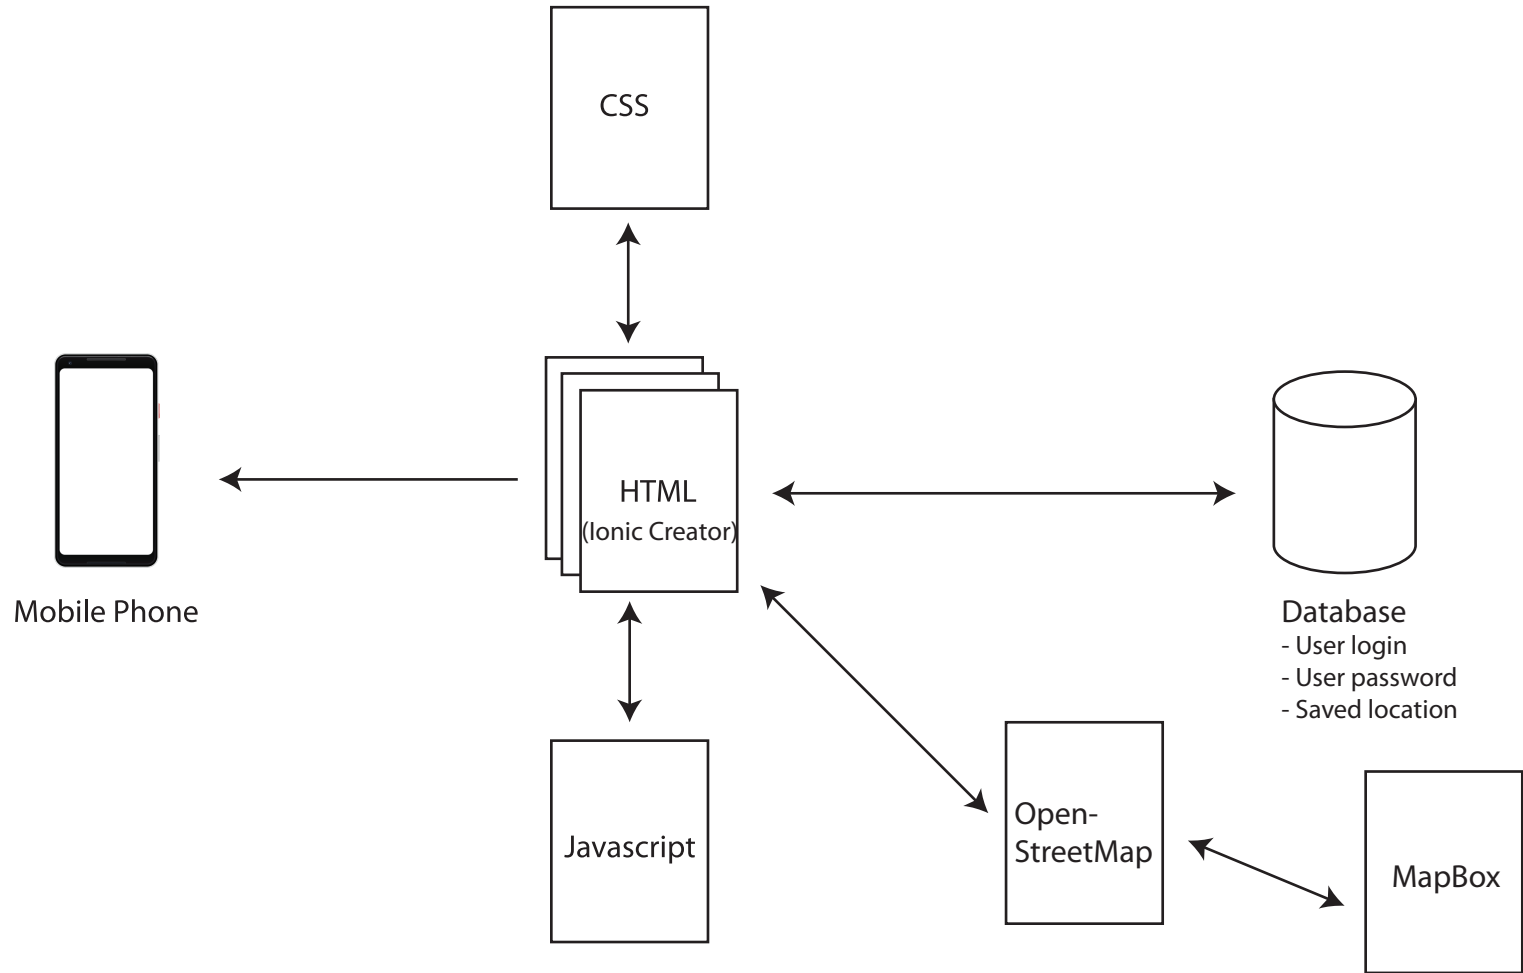 CSS
HTML
(Ionic Creator)
Mobile Phone
Database
- User login
- User password
- Saved location
Javascript
Open-
StreetMap
MapBox